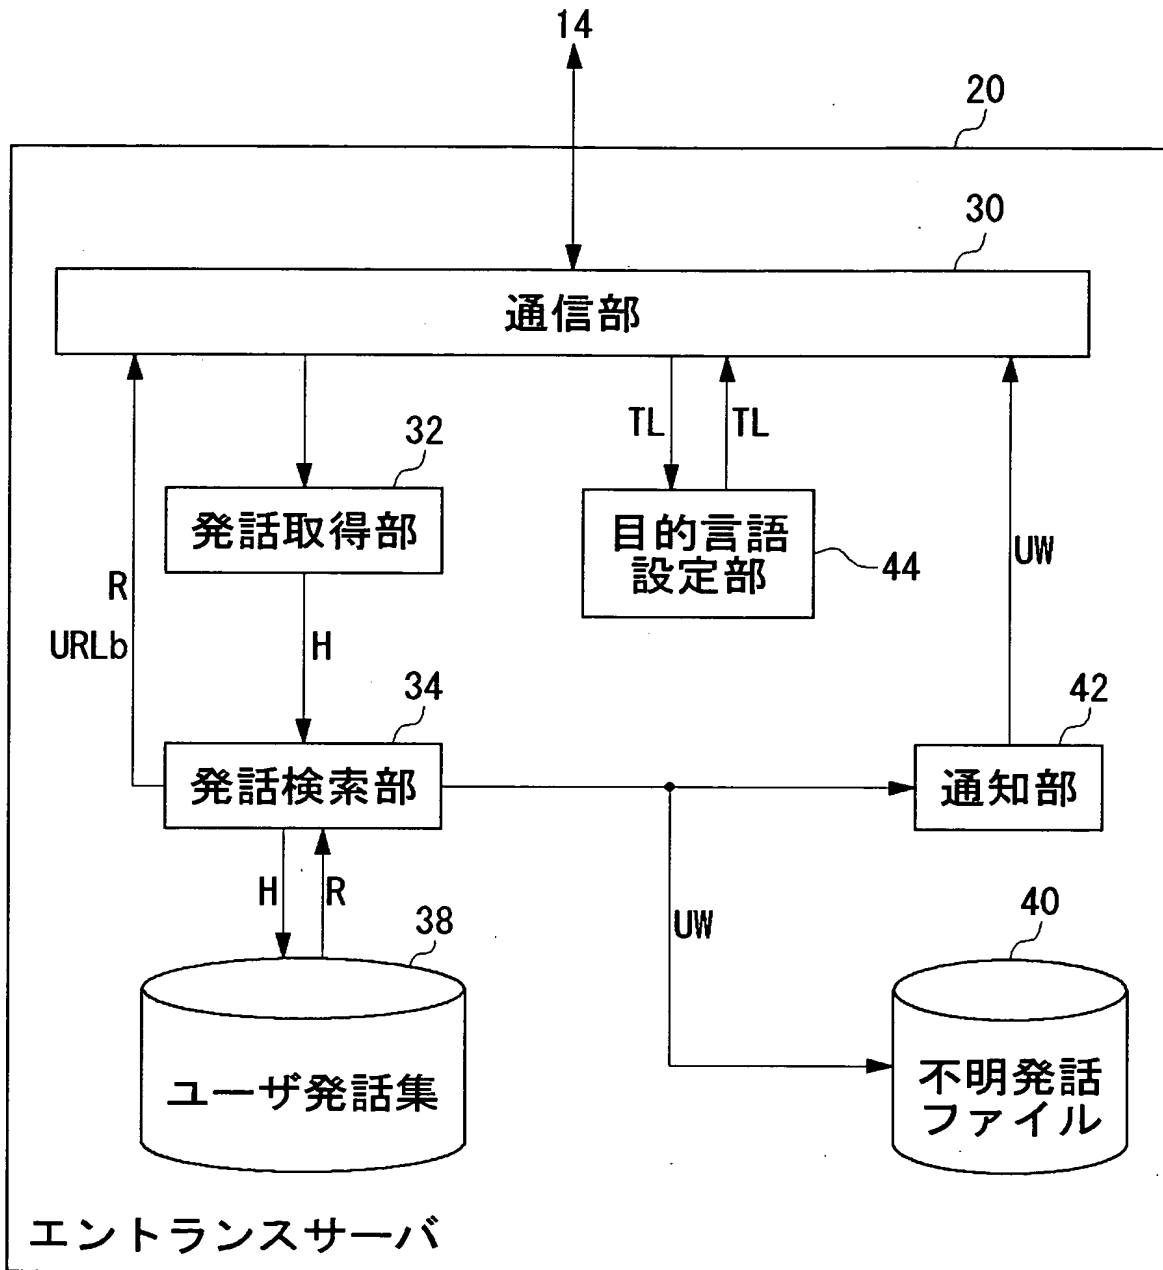 14
20
30
通信部
TL
TL
32
発話取得部
目的言語
設定部
44
UW
R
URLb
H
34
発話検索部
42
通知部
H
R
UW
38
ユーザ発話集
40
不明発話
ファイル
エントランスサーバ